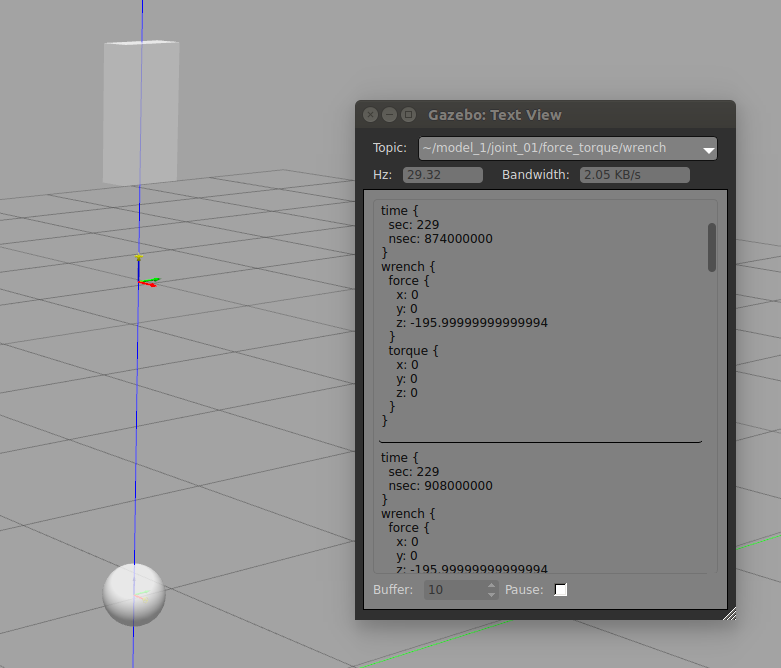 Gazebo: Text View
Topic: ~/model_1/joint_01/force_torque/wrench
Hz: 29.32 Bandwidth: 2.05 KB/s
time {
sec: 229
nsec: 874000000
}
wrench {
force {
x: 0
y: 0
z: -195.99999999999994
}
torque {
x: 0
y: 0
z: 0
}
}
time {
sec: 229
nsec: 908000000
}
wrench {
force {
x: 0
y: 0
z: -195.99999999999994
Buffer: 10 Pause: